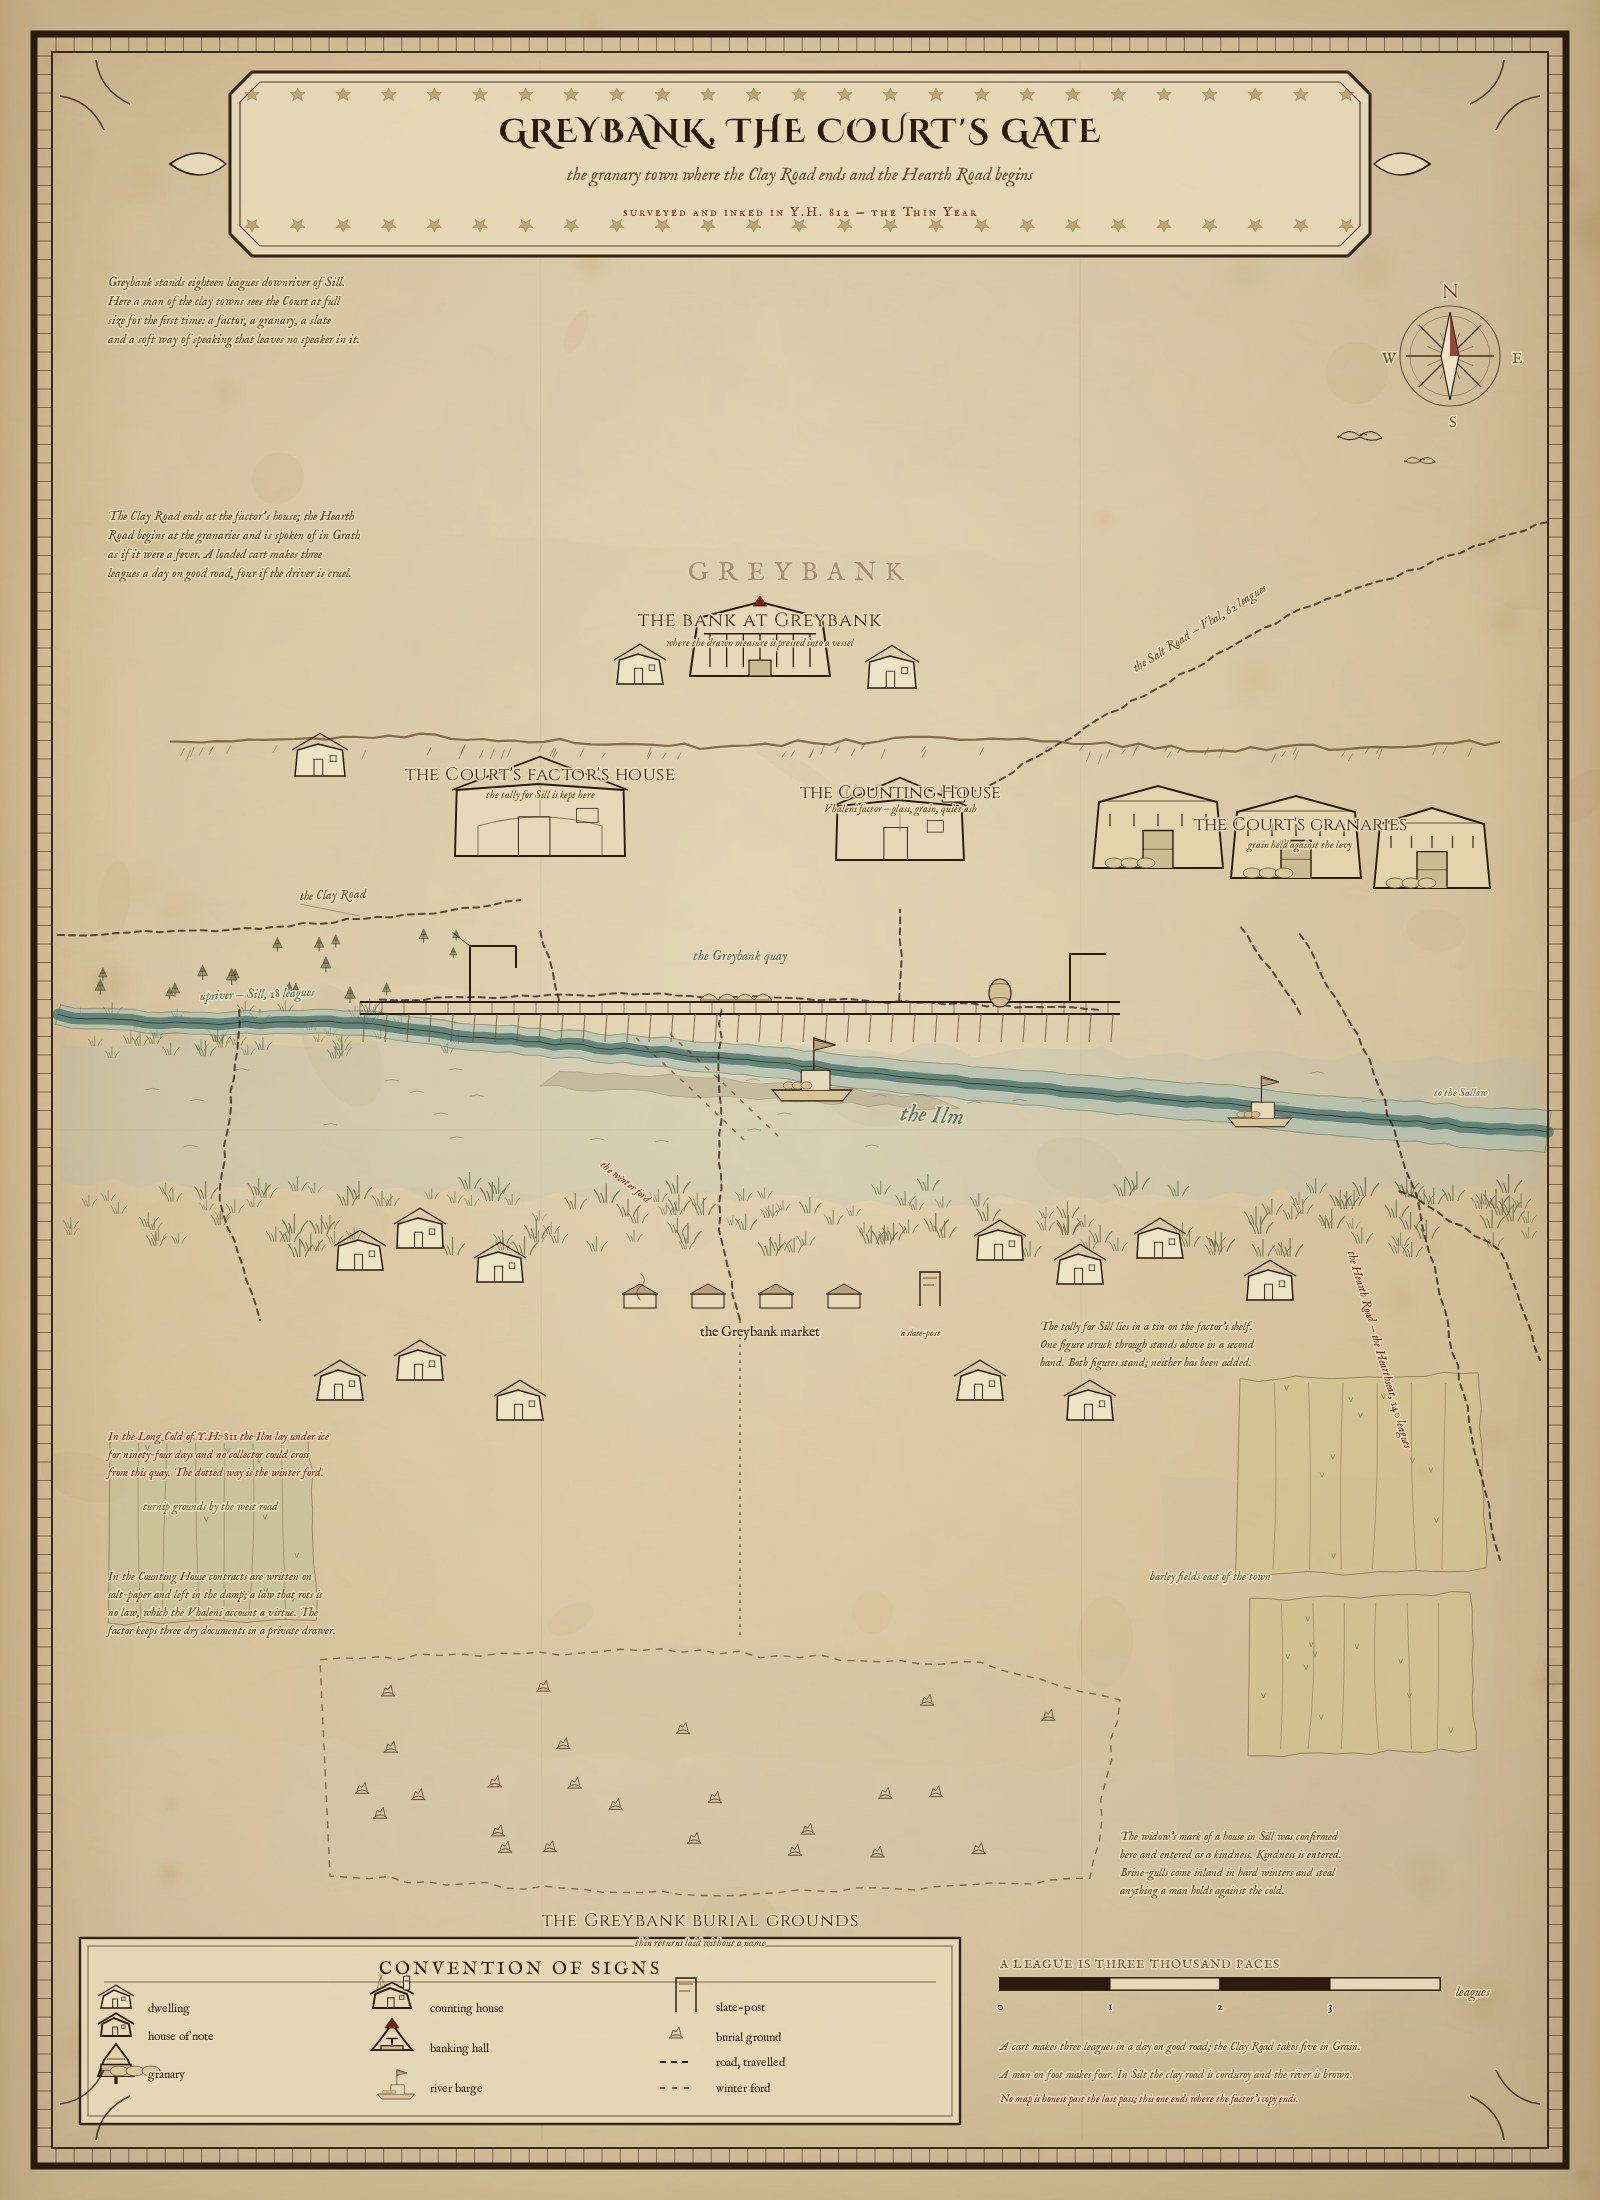 GREYBANK, THE COURT'S GATE
the granary town where the Clay Road ends and the Hearth Road begins
SURVEYED AND INKED IN Y.H. 812 — THE THIN YEAR
Greybank stands eighteen leagues downriver of Sill.
Here a man of the clay towns sees the Court at full
size for the first time: a factor, a granary, a slate
and a soft way of speaking that leaves no speaker in it.
N
W
E
S
The Clay Road ends at the factor's house; the Hearth
Road begins at the granaries and is spoken of in Grath
as if it were a fever. A loaded cart makes three
leagues a day on good road, four if the driver is cruel.
GREYBANK
THE BANK AT GREYBANK
where the drawn measure is pressed into a vessel
the Salt Road — Vhal, 62 leagues
THE COURT'S FACTOR'S HOUSE
the tally for Sill is kept here
THE COUNTING HOUSE
Vhaleni factor — glass, grain, quiet ash
THE COURT'S GRANARIES
grain held against the levy
the Clay Road
the Greybank quay
upriver — Sill, 18 leagues
to the Sallow
the Ilm
the winter ford
the Greybank market
a slate-post
The tally for Sill lies in a tin on the factor's shelf.
One figure struck through stands above in a second
hand. Both figures stand; neither has been added.
the Hearth Road — the Hearthseat, 140 leagues
In the Long Cold of Y.H. 811 the Ilm lay under ice
for ninety-four days and no collector could cross
from this quay. The dotted way is the winter ford.
turnip grounds by the west road
In the Counting House contracts are written on
salt-paper and left in the damp; a law that rots is
no law, which the Vhaleni account a virtue. The
factor keeps three dry documents in a private drawer.
barley fields east of the town
The widow's mark of a house in Sill was confirmed
here and entered as a kindness. Kindness is entered.
Brine-gulls come inland in hard winters and steal
anything a man holds against the cold.
THE GREYBANK BURIAL GROUNDS
thin returns laid without a name
CONVENTION OF SIGNS
dwelling
house of note
granary
counting house
banking hall
river barge
slate-post
burial ground
road, travelled
winter ford
A LEAGUE IS THREE THOUSAND PACES
leagues
0 1 2 3
A cart makes three leagues in a day on good road; the Clay Road takes five in Grain.
A man on foot makes four. In Silt the clay road is corduroy and the river is brown.
No map is honest past the last pass; this one ends where the factor's copy ends.